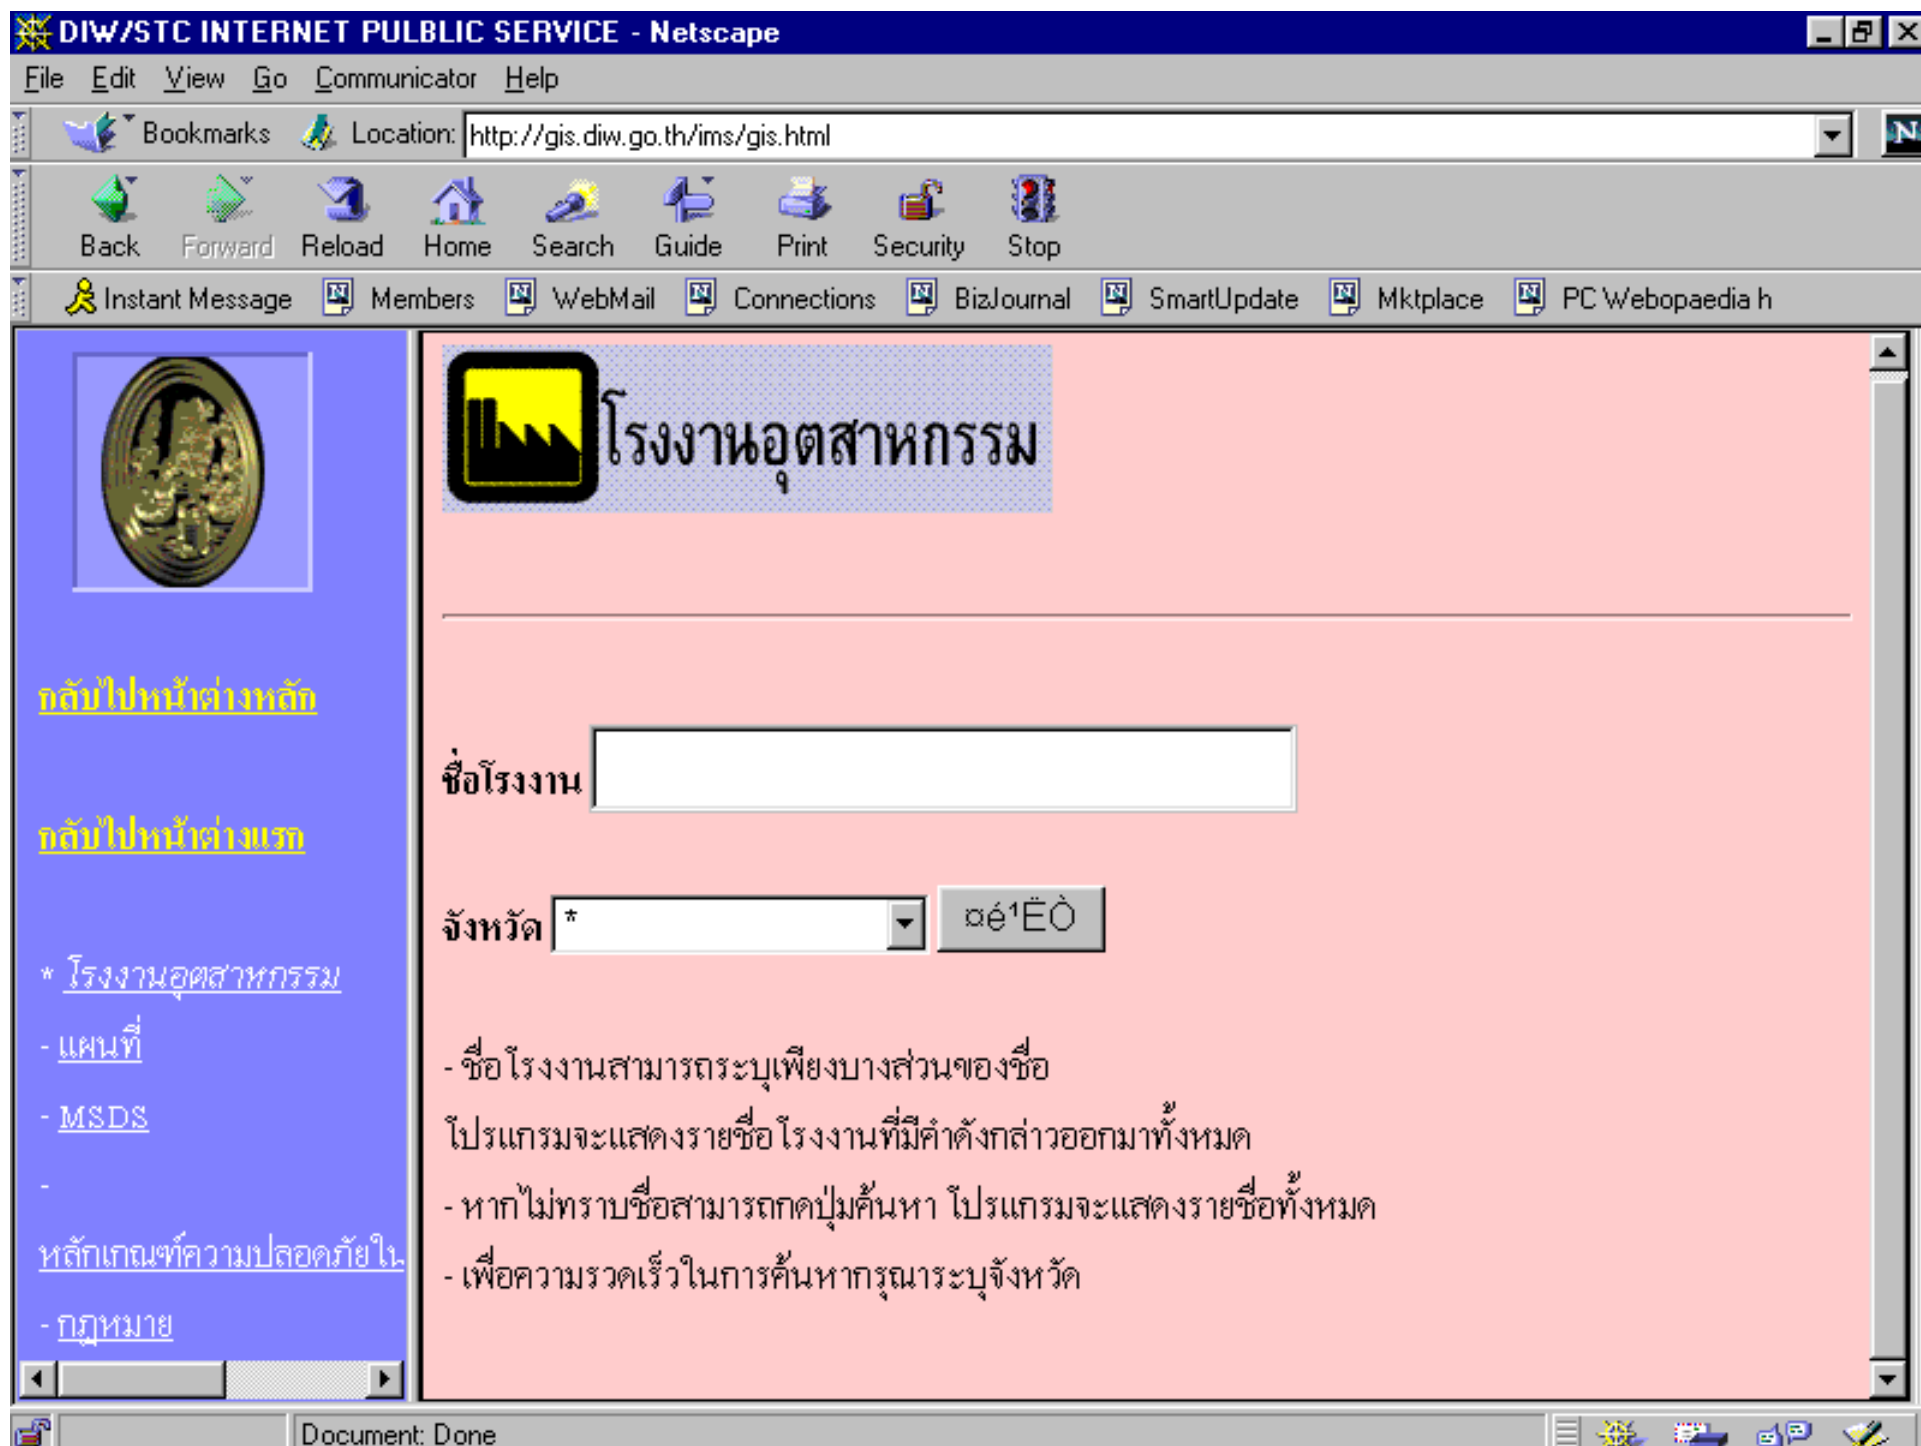 DIW/STC INTERNET PULBLIC SERVICE - Netscape
File Edit View Go Communicator Help
Bookmarks Location: http://gis.diw.go.th/ims/gis.html
Back Forward Reload Home Search Guide Print Security Stop
Instant Message Members WebMail Connections BizJournal SmartUpdate Mktplace PC Webopaedia h
โรงงานอุตสาหกรรม
กลับไปหน้าต่างหลัก
กลับไปหน้าต่างแรก
* โรงงานอุตสาหกรรม
- แผนที่
- MSDS
-
หลักเกณฑ์ความปลอดภัยใน
- กฎหมาย
ชื่อโรงงาน
จังหวัด * ¤é¹ËÒ
- ชื่อโรงงานสามารถระบุเพียงบางส่วนของชื่อ
โปรแกรมจะแสดงรายชื่อโรงงานที่มีคำดังกล่าวออกมาทั้งหมด
- หากไม่ทราบชื่อสามารถกดปุ่มค้นหา โปรแกรมจะแสดงรายชื่อทั้งหมด
- เพื่อความรวดเร็วในการค้นหากรุณาระบุจังหวัด
Document: Done